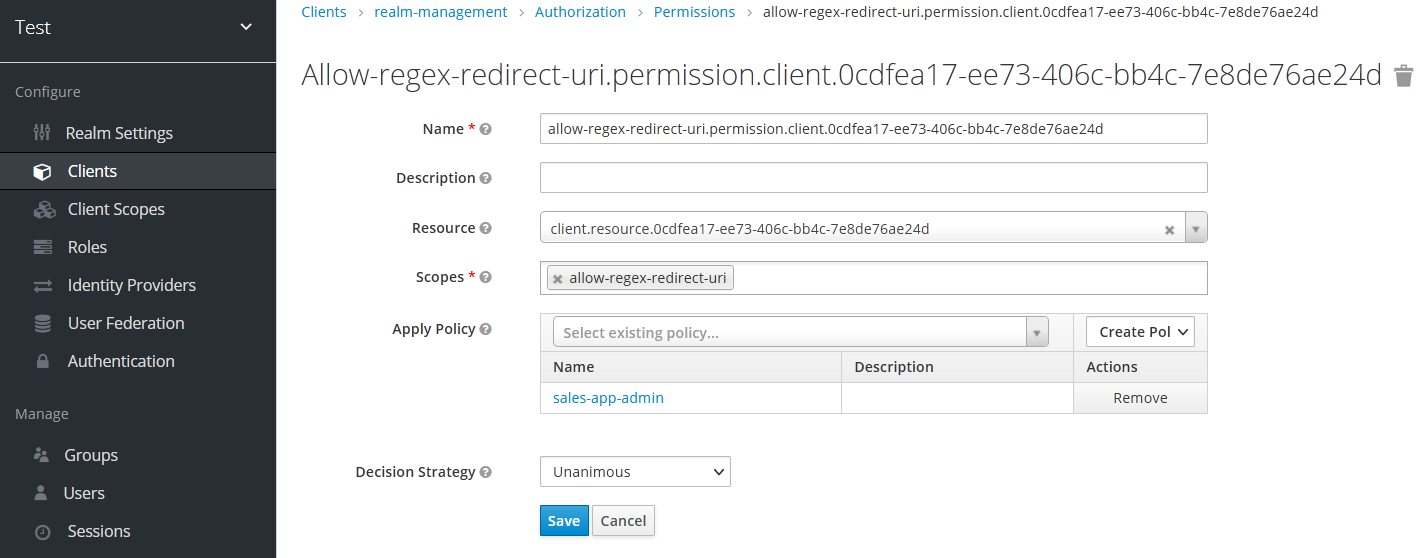 Test
Configure
Realm Settings
Clients
Client Scopes
Roles
Identity Providers
User Federation
Authentication
Manage
Groups
Users
Sessions
Clients > realm-management > Authorization > Permissions > allow-regex-redirect-uri.permission.client.0cdfea17-ee73-406c-bb4c-7e8de76ae24d
Allow-regex-redirect-uri.permission.client.0cdfea17-ee73-406c-bb4c-7e8de76ae24d
Name * allow-regex-redirect-uri.permission.client.0cdfea17-ee73-406c-bb4c-7e8de76ae24d
Description
Resource client.resource.0cdfea17-ee73-406c-bb4c-7e8de76ae24d
Scopes * allow-regex-redirect-uri
Apply Policy Select existing policy... Create Pol
Name Description Actions
sales-app-admin Remove
Decision Strategy Unanimous
Save Cancel